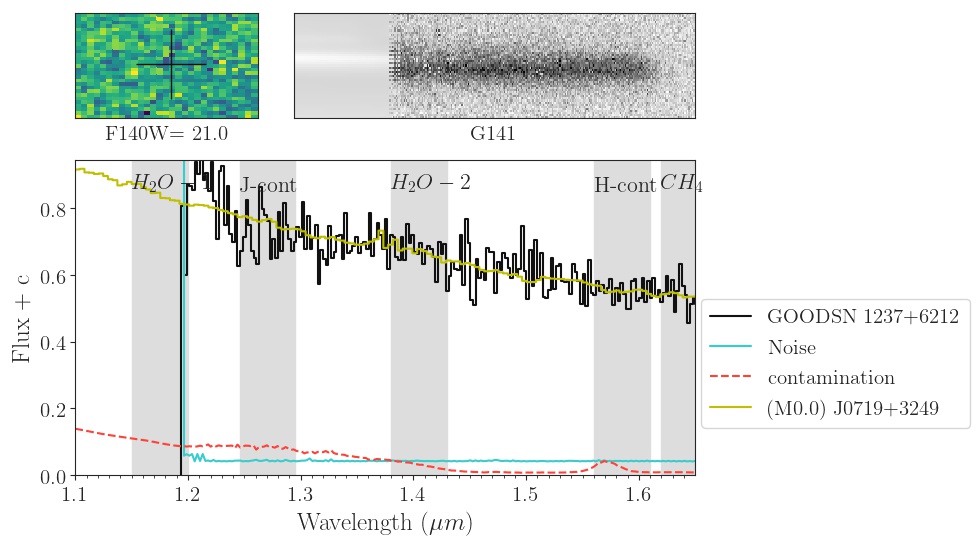 F140W= 21.0
G141
H₂O − 1
J-cont
H₂O − 2
H-cont
CH₄
0.8
0.6
0.4
0.2
0.0
Flux + c
1.1
1.2
1.3
1.4
1.5
1.6
Wavelength (μm)
GOODSN 1237+6212
Noise
contamination
(M0.0) J0719+3249